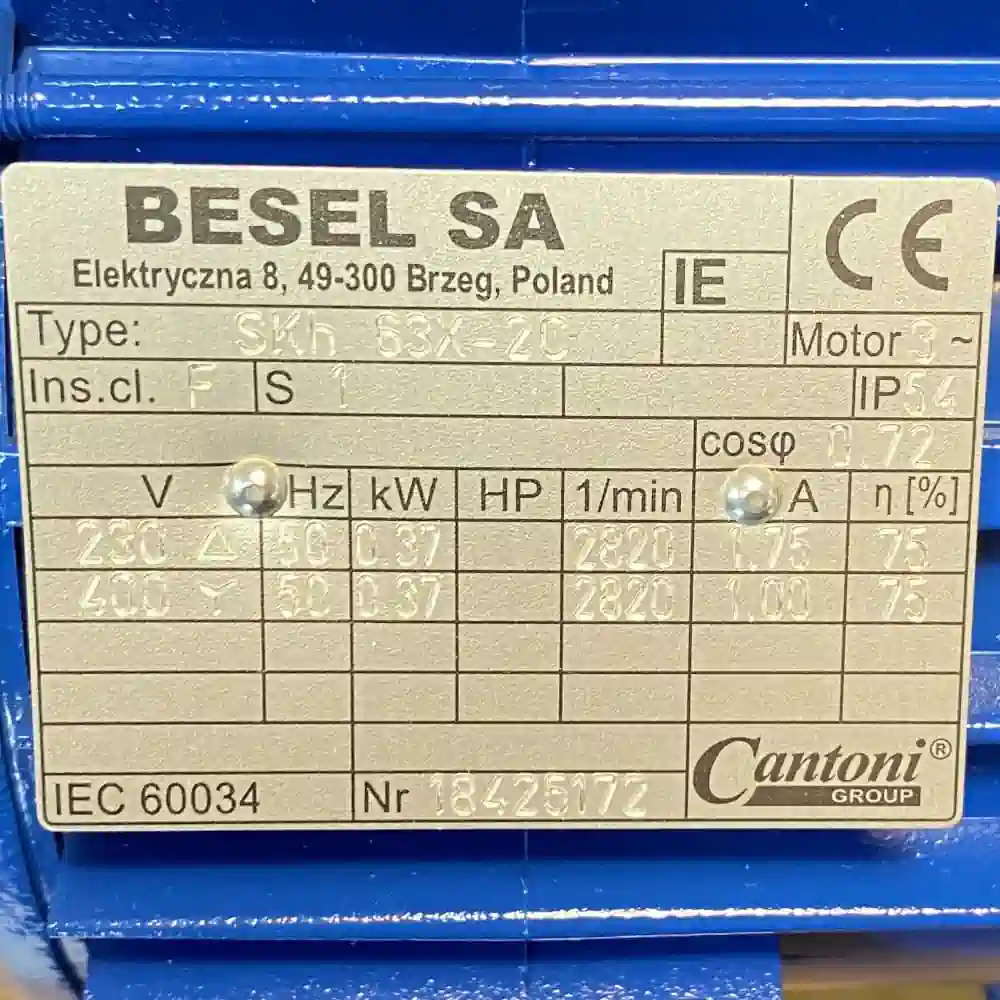 BESEL SA
Elektryczna 8, 49-300 Brzeg, Poland
IE
CE
Type: SKh 63X-2C
Motor 3 ~
Ins.cl. F
S 1
IP 54
cosφ 0.72
V Hz kW HP 1/min A η [%]
230 Δ 50 0.37 2820 1.75 75
400 Y 50 0.37 2820 1.00 75
IEC 60034
Nr 18425172
Cantoni®
GROUP